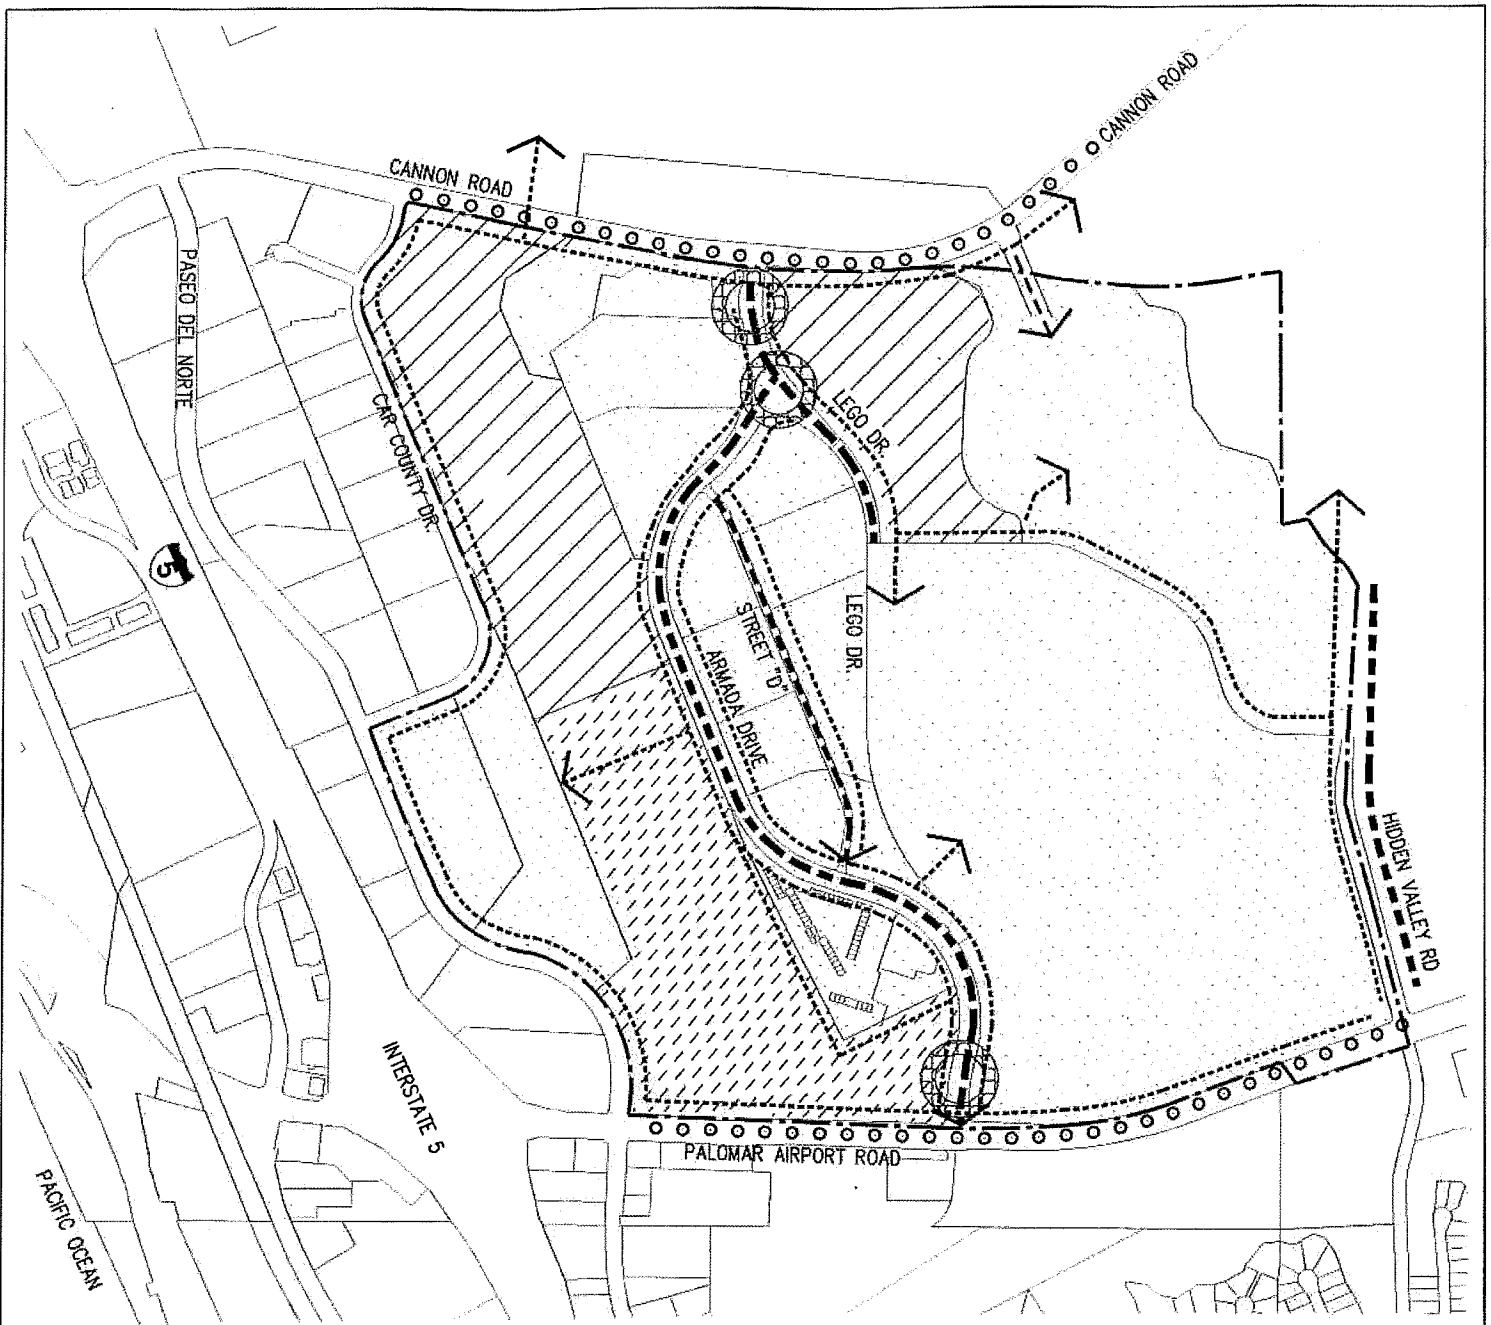 CANNON ROAD
CANNON ROAD
PASEO DEL NORTE
CAR COUNTY DR.
LEGO DR.
5
LEGO DR.
STREET "D"
ARMADA DRIVE
HIDDEN VALLEY RD
INTERSTATE 5
PALOMAR AIRPORT ROAD
PACIFIC OCEAN